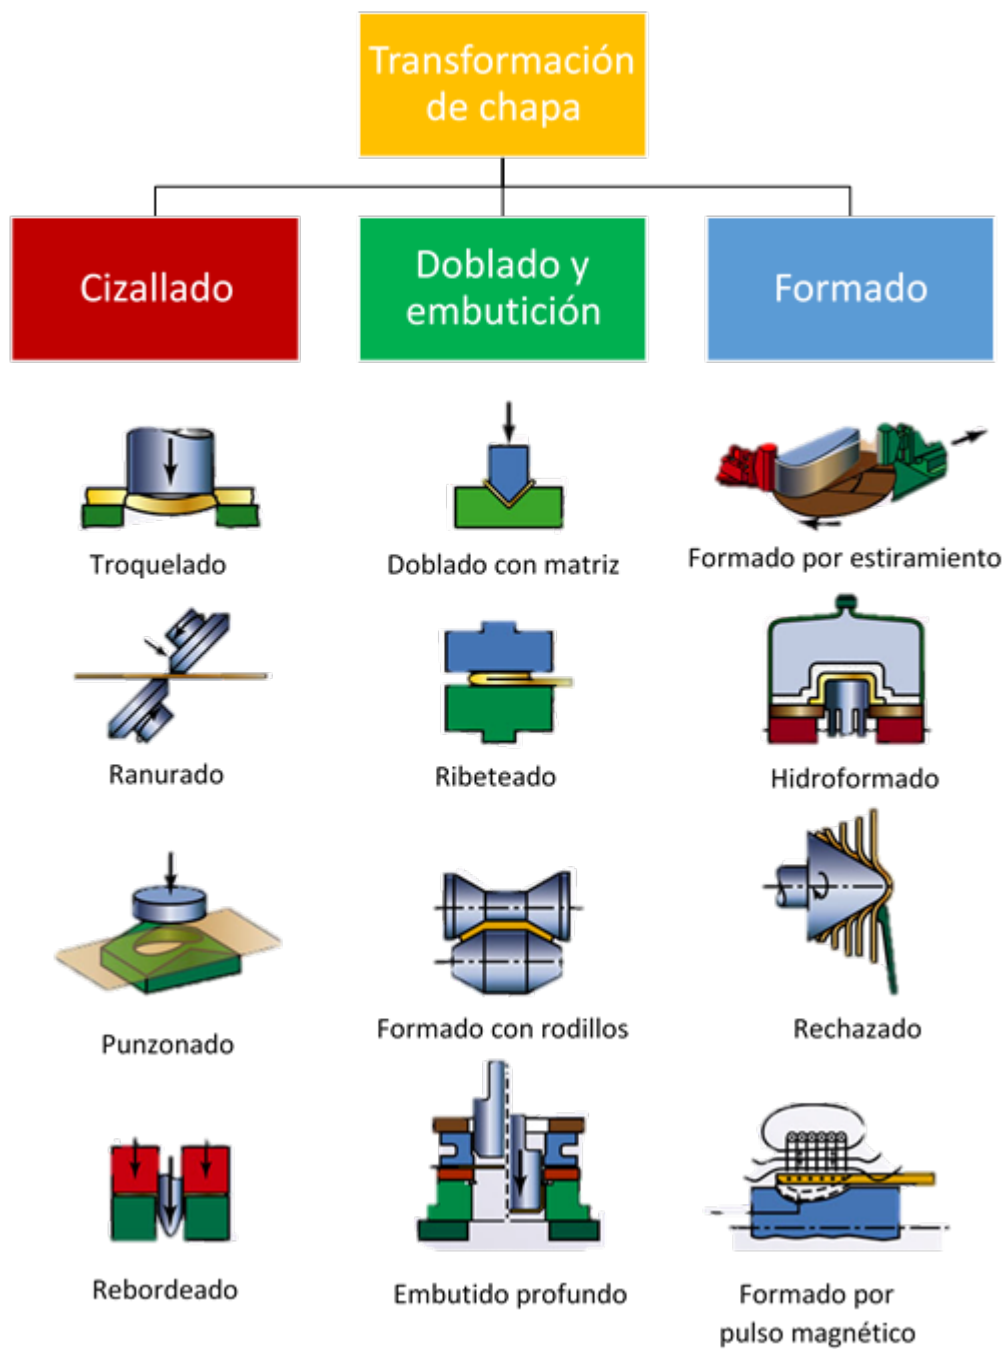 Transformación
de chapa
Cizallado
Doblado y
embutición
Formado
Troquelado
Doblado con matriz
Formado por estiramiento
Ranurado
Ribeteado
Hidroformado
Punzonado
Formado con rodillos
Rechazado
Rebordeado
Embutido profundo
Formado por
pulso magnético